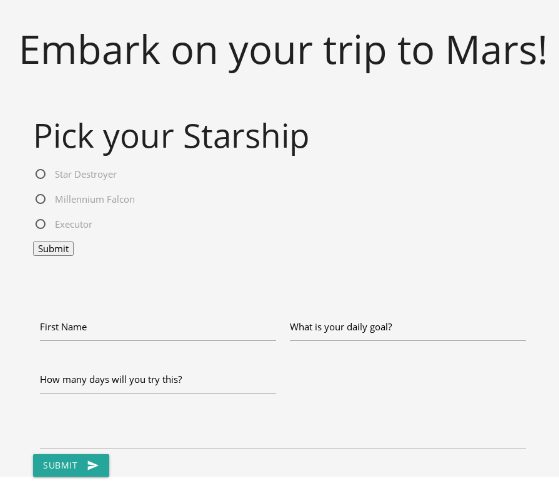 Embark on your trip to Mars!
Pick your Starship
Star Destroyer
Millennium Falcon
Executor
Submit
First Name
What is your daily goal?
How many days will you try this?
SUBMIT